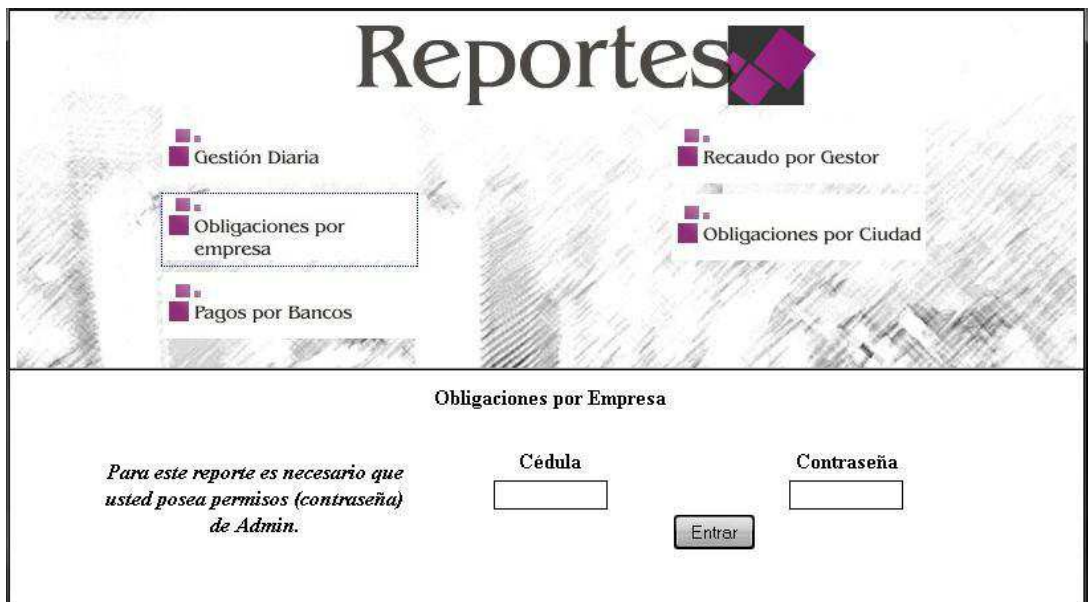 Reportes
Gestión Diaria
Recaudo por Gestor
Obligaciones por
empresa
Obligaciones por Ciudad
Pagos por Bancos
Obligaciones por Empresa
Para este reporte es necesario que
usted posea permisos (contraseña)
de Admin.
Cédula
Contraseña
Entrar